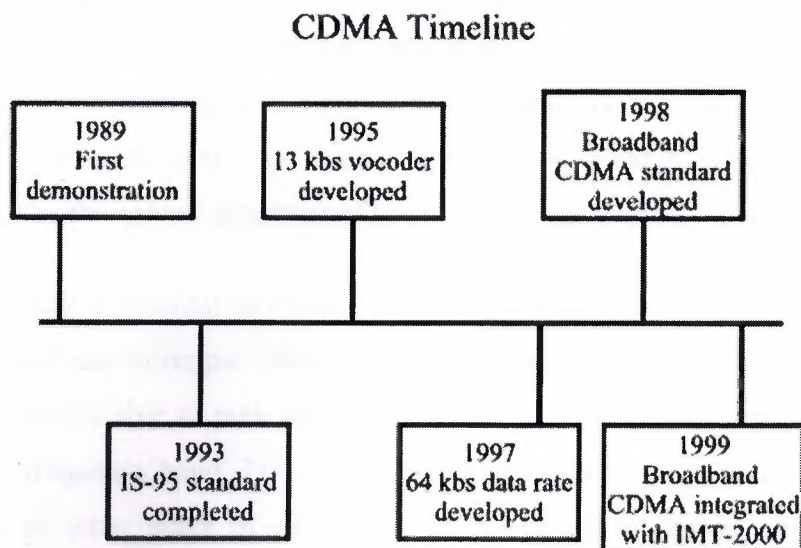 CDMA Timeline
1989
First
demonstration
1995
13 kbs vocoder
developed
1998
Broadband
CDMA standard
developed
1993
IS-95 standard
completed
1997
64 kbs data rate
developed
1999
Broadband
CDMA integrated
with IMT-2000